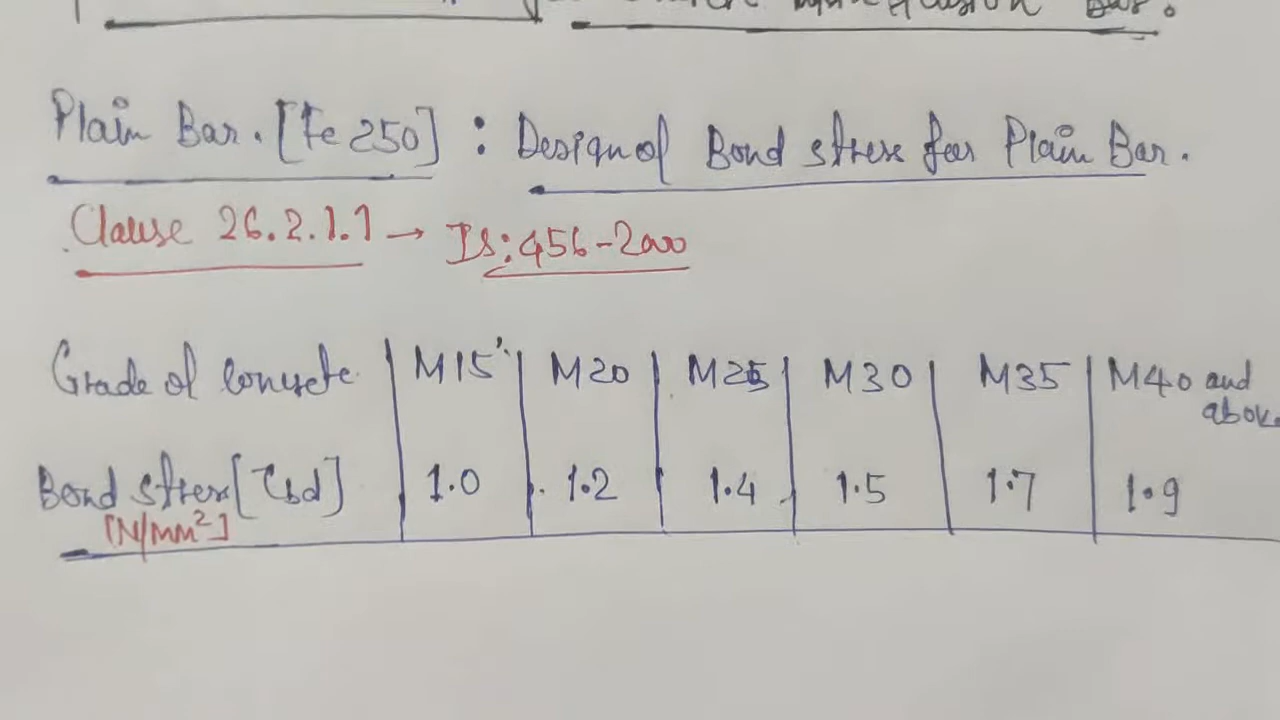 Bar.
Plain Bar. [Fe 250] : Design of Bond stress for Plain Bar.
Clause 26.2.1.1 → IS:456-2000
Grade of concrete | M15 | M20 | M25 | M30 | M35 | M40 and above
Bond stress [τbd] | 1.0 | 1.2 | 1.4 | 1.5 | 1.7 | 1.9
[N/mm²]